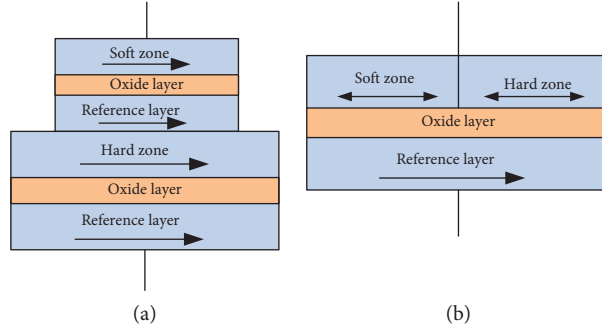 Soft zone
Oxide layer
Reference layer
Hard zone
Oxide layer
Reference layer
(a)
Soft zone
Hard zone
Oxide layer
Reference layer
(b)